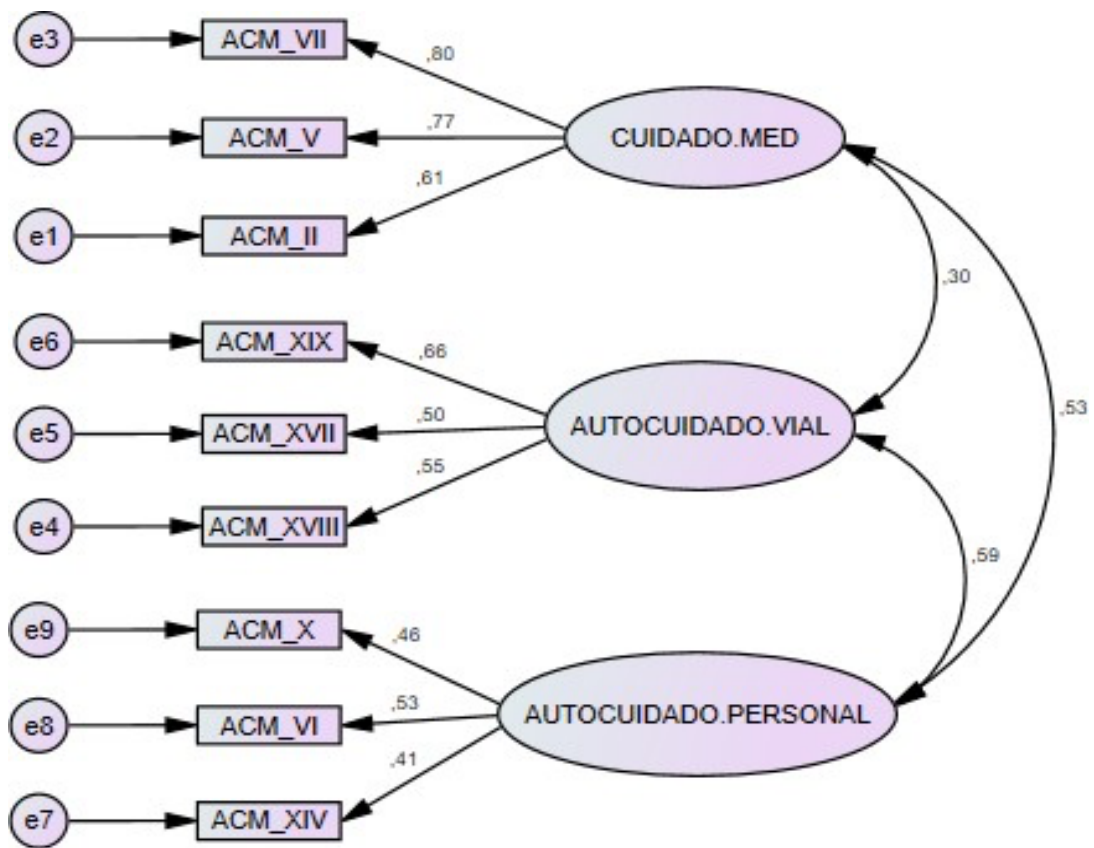 e3 ACM_VII ,80
e2 ACM_V ,77 CUIDADO.MED
e1 ACM_II ,61
,30
e6 ACM_XIX ,66
e5 ACM_XVII ,50 AUTOCUIDADO.VIAL ,53
e4 ACM_XVIII ,55
,59
e9 ACM_X ,46
e8 ACM_VI ,53 AUTOCUIDADO.PERSONAL
e7 ACM_XIV ,41